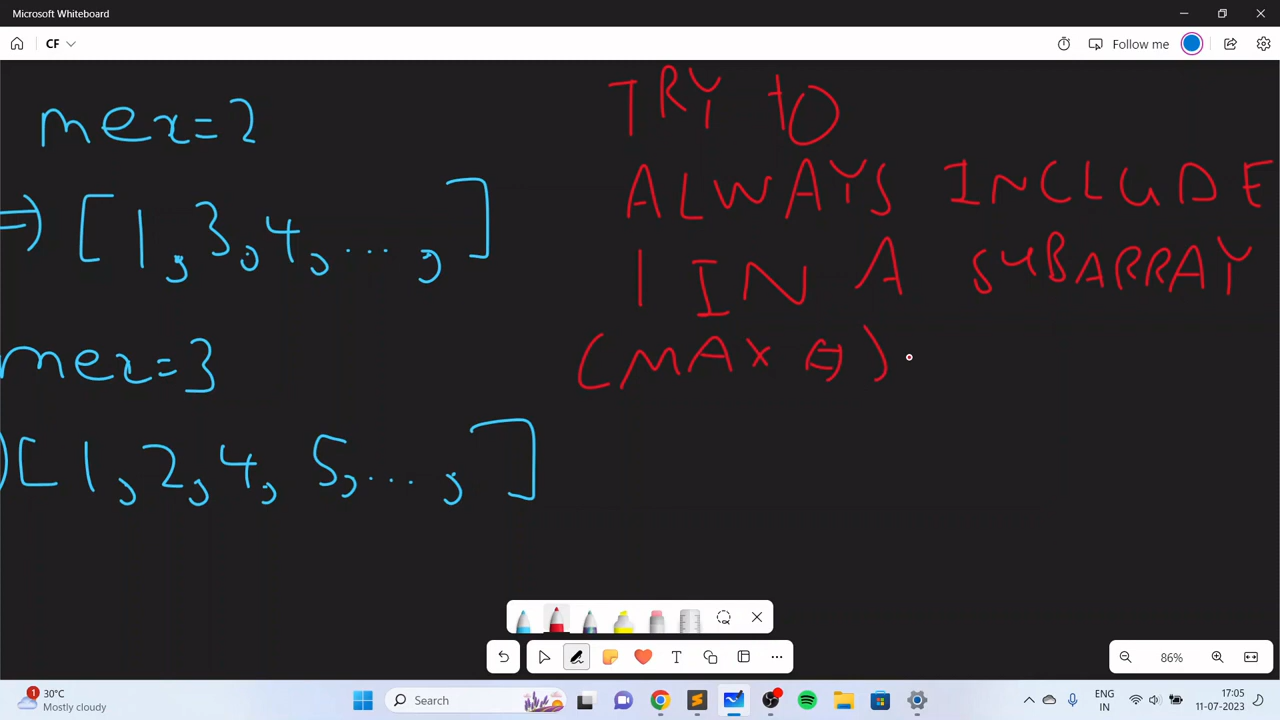 Microsoft Whiteboard
CF
Follow me
mex=2
⇒ [1,3,4,...,]
mex=3
)[1,2,4,5,...,]
TRY to
ALWAYS INCLUDE
1 IN A SUBARRAY
(MAX
)
86%
1
30°C
Mostly cloudy
Search
ENG
IN
17:05
11-07-2023